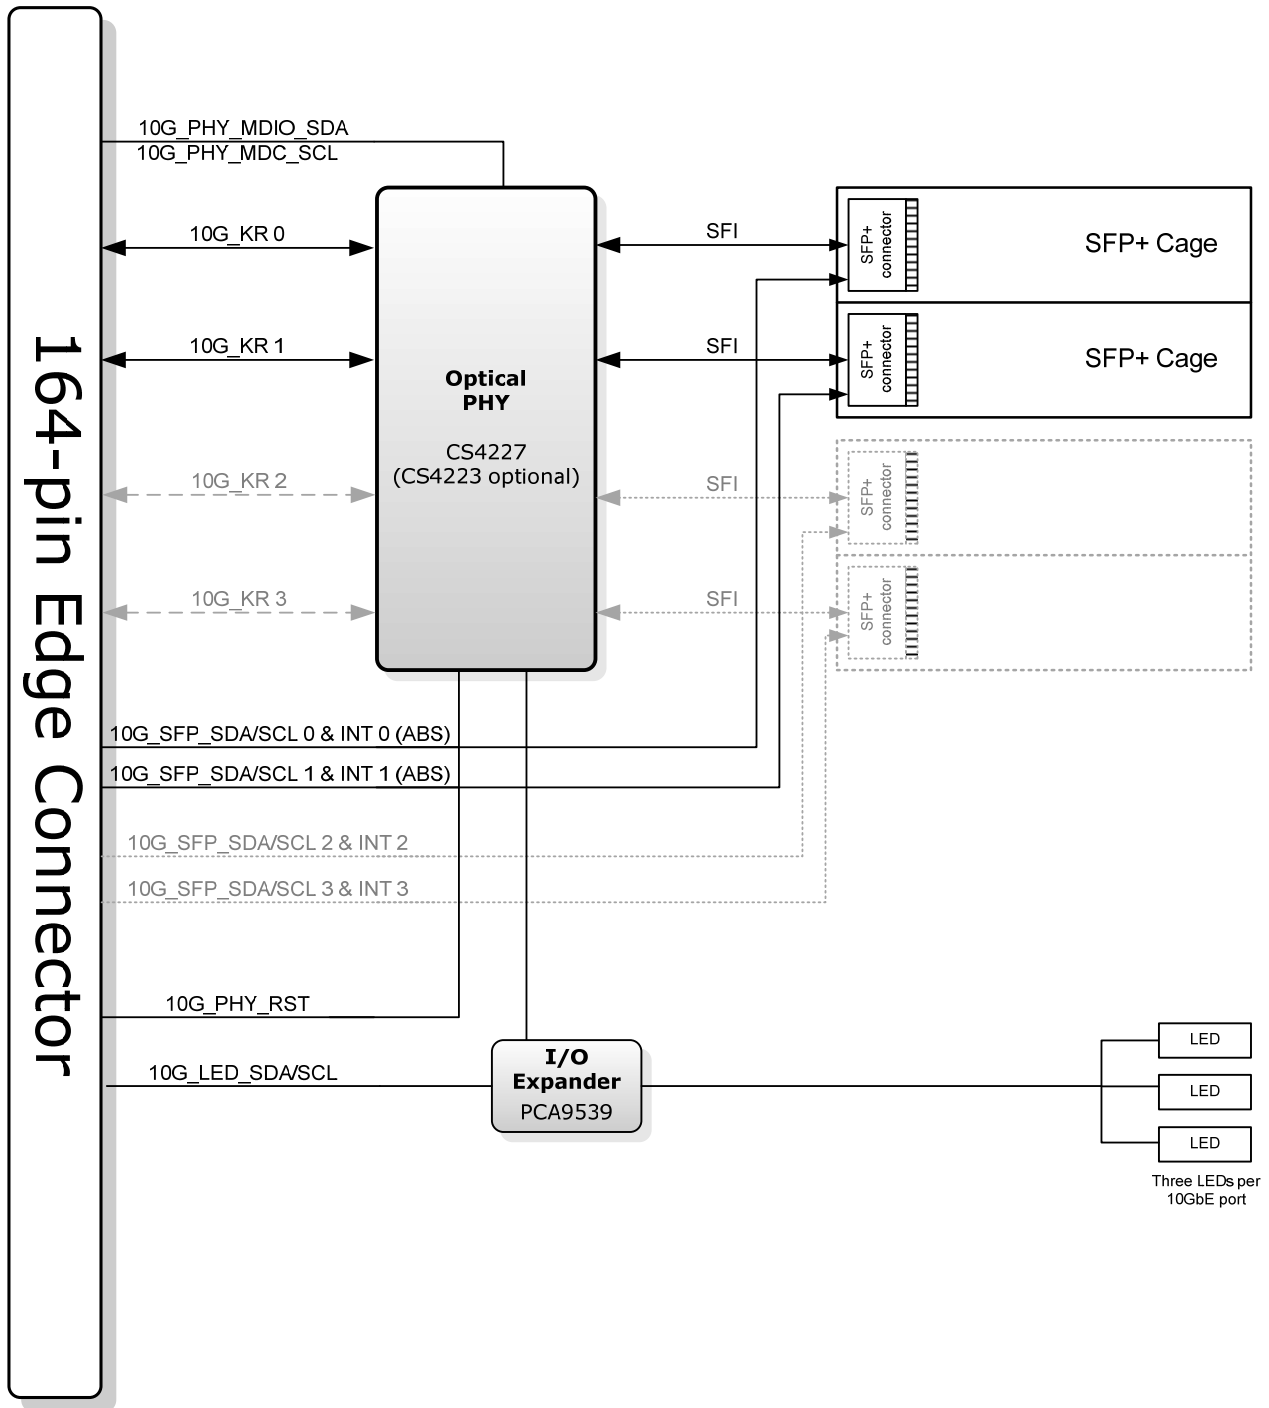 164-pin Edge Connector
10G_PHY_MDIO_SDA
10G_PHY_MDC_SCL
10G_KR 0
10G_KR 1
10G_KR 2
10G_KR 3
Optical
PHY
CS4227
(CS4223 optional)
SFI
SFI
SFI
SFI
SFP+
connector
SFP+ Cage
SFP+
connector
SFP+ Cage
SFP+
connector
SFP+
connector
10G_SFP_SDA/SCL 0 & INT 0 (ABS)
10G_SFP_SDA/SCL 1 & INT 1 (ABS)
10G_SFP_SDA/SCL 2 & INT 2
10G_SFP_SDA/SCL 3 & INT 3
10G_PHY_RST
10G_LED_SDA/SCL
I/O
Expander
PCA9539
LED
LED
LED
Three LEDs per
10GbE port